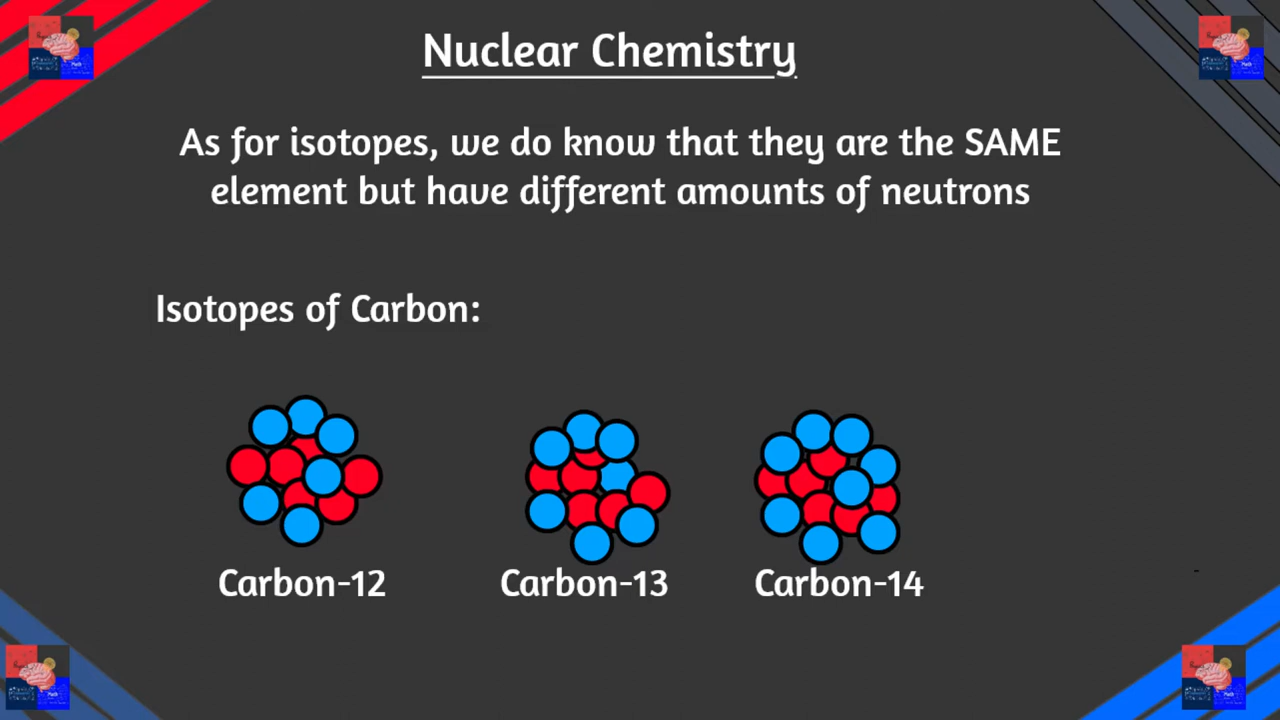 Nuclear Chemistry
As for isotopes, we do know that they are the SAME
element but have different amounts of neutrons
Isotopes of Carbon:
Carbon-12
Carbon-13
Carbon-14